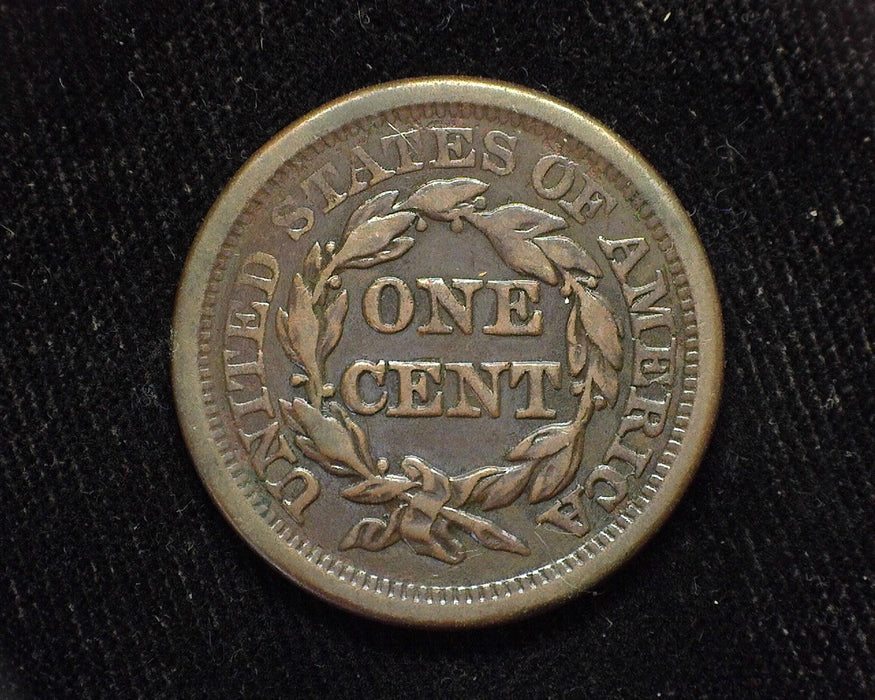 UNITED STATES OF AMERICA
ONE
CENT